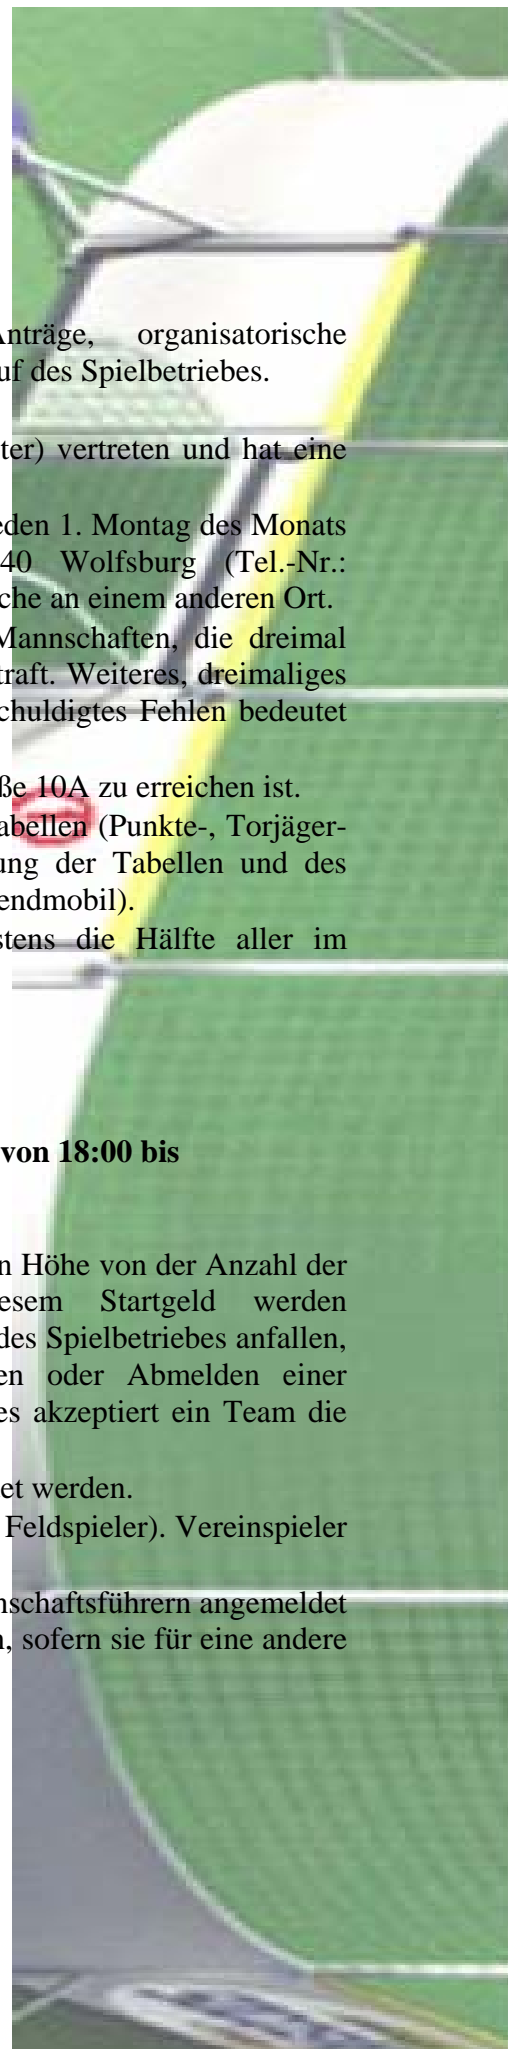 nträge, organisatorische
uf des Spielbetriebes.
ter) vertreten und hat eine
eden 1. Montag des Monats
40 Wolfsburg (Tel.-Nr.:
che an einem anderen Ort.
Mannschaften, die dreimal
traft. Weiteres, dreimaliges
chuldigtes Fehlen bedeutet
ße 10A zu erreichen ist.
abellen (Punkte-, Torjäger-
ung der Tabellen und des
endmobil).
stens die Hälfte aller im
von 18:00 bis
n Höhe von der Anzahl der
esem Startgeld werden
des Spielbetriebes anfallen,
en oder Abmelden einer
es akzeptiert ein Team die
et werden.
Feldspieler). Vereinspieler
nschaftsführern angemeldet
n, sofern sie für eine andere